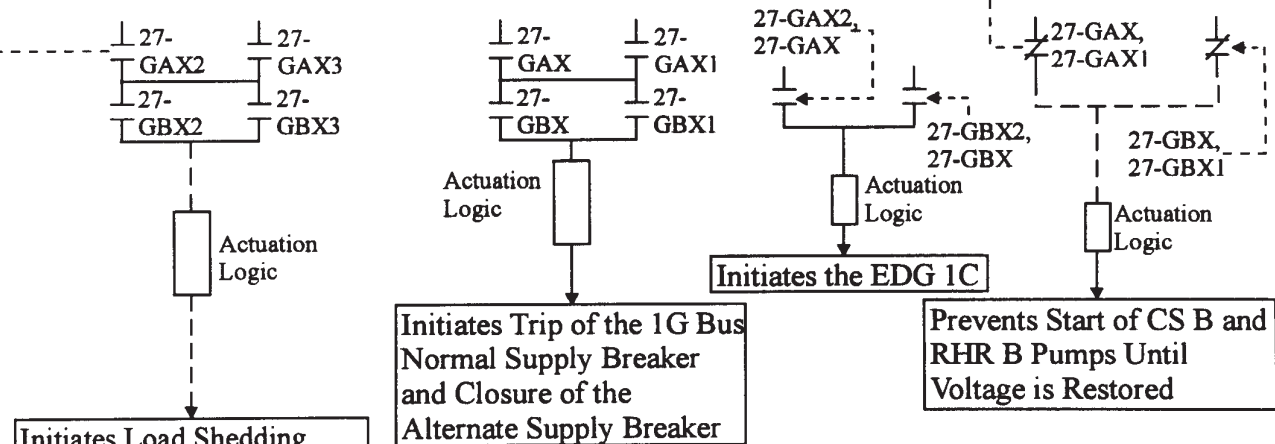 27-
GAX2
27-
GAX3
27-
GBX2
27-
GBX3
Actuation
Logic
Initiates Load Shedding
27-
GAX
27-
GAX1
27-
GBX
27-
GBX1
Actuation
Logic
Initiates Trip of the 1G Bus
Normal Supply Breaker
and Closure of the
Alternate Supply Breaker
27-GAX2,
27-GAX
27-GBX2,
27-GBX
Actuation
Logic
Initiates the EDG 1C
27-GAX,
27-GAX1
27-GBX,
27-GBX1
Actuation
Logic
Prevents Start of CS B and
RHR B Pumps Until
Voltage is Restored